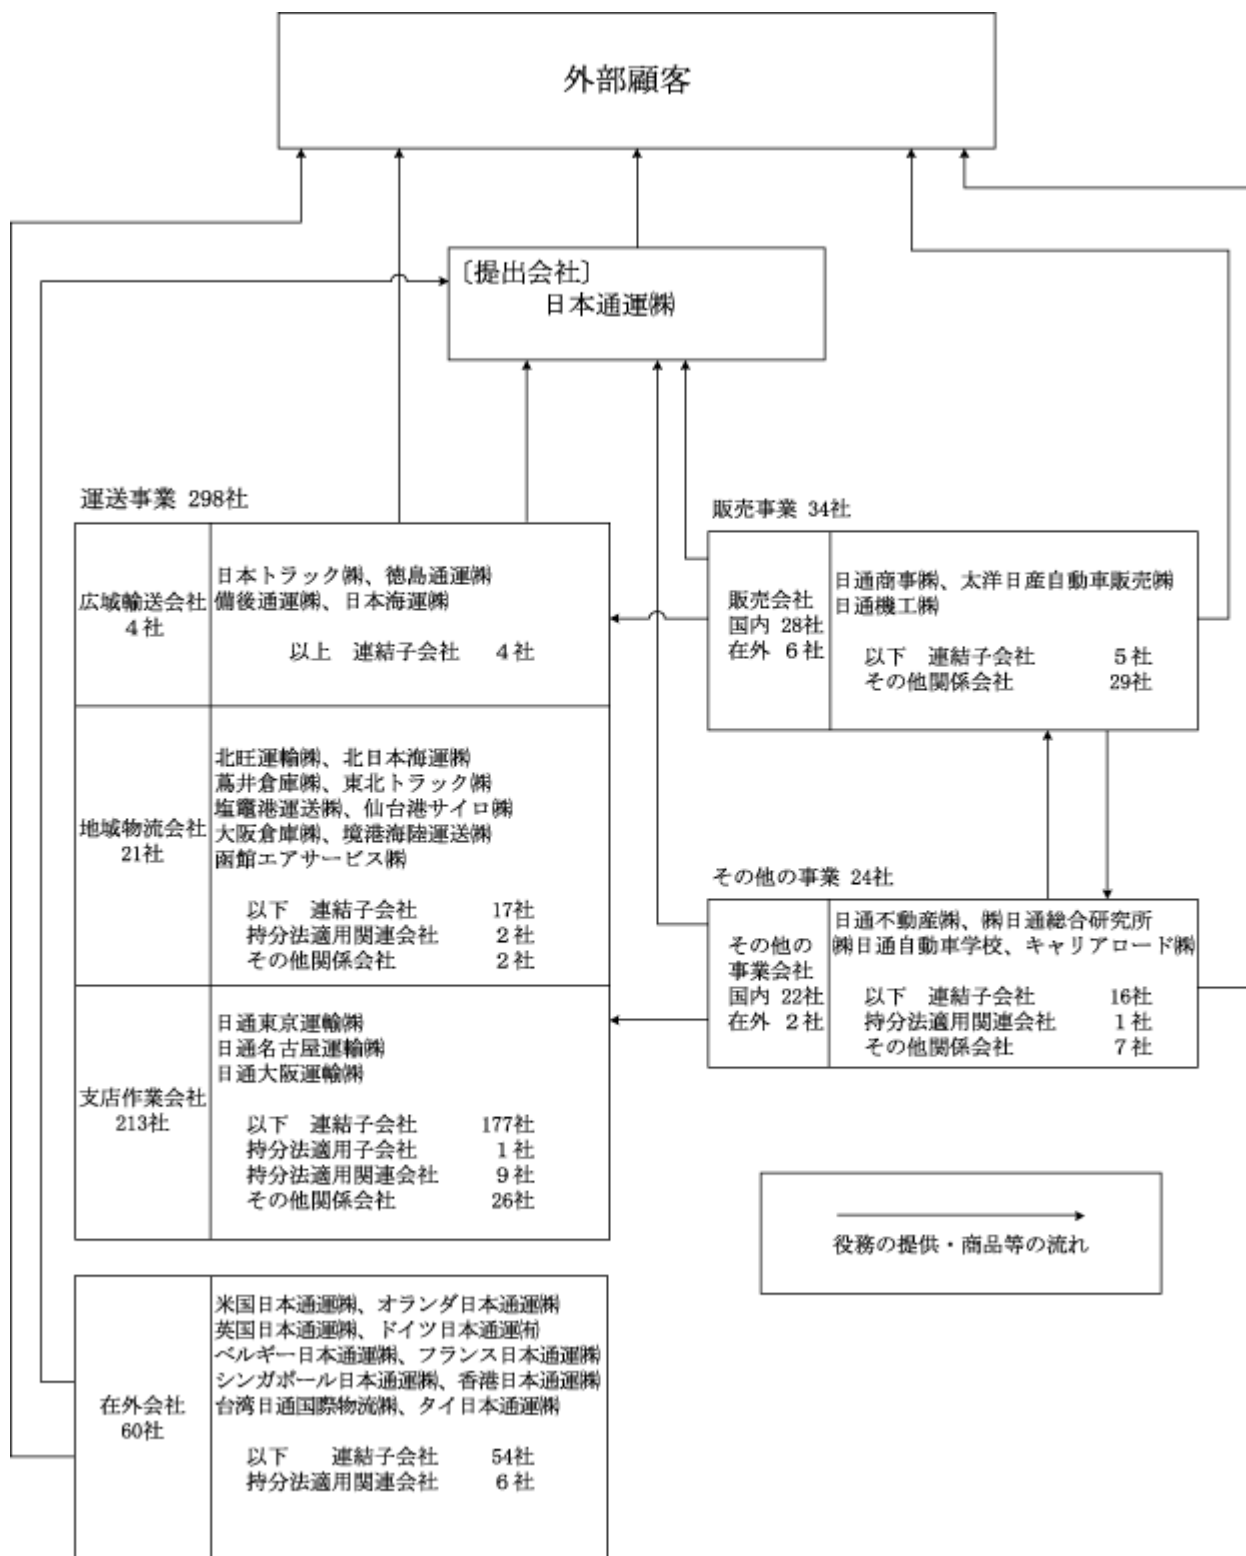 外部顧客
〔提出会社〕
日本通運㈱
運送事業 298社
広域輸送会社
4社
日本トラック㈱、徳島通運㈱
備後通運㈱、日本海運㈱
以上 連結子会社 4社
地域物流会社
21社
北旺運輸㈱、北日本海運㈱
蔦井倉庫㈱、東北トラック㈱
塩竈港運送㈱、仙台港サイロ㈱
大阪倉庫㈱、境港海陸運送㈱
函館エアサービス㈱
以下 連結子会社 17社
持分法適用関連会社 2社
その他関係会社 2社
支店作業会社
213社
日通東京運輸㈱
日通名古屋運輸㈱
日通大阪運輸㈱
以下 連結子会社 177社
持分法適用子会社 1社
持分法適用関連会社 9社
その他関係会社 26社
在外会社
60社
米国日本通運㈱、オランダ日本通運㈱
英国日本通運㈱、ドイツ日本通運㈲
ベルギー日本通運㈱、フランス日本通運㈱
シンガポール日本通運㈱、香港日本通運㈱
台湾日通国際物流㈱、タイ日本通運㈱
以下 連結子会社 54社
持分法適用関連会社 6社
販売事業 34社
販売会社
国内 28社
在外 6社
日通商事㈱、太洋日産自動車販売㈱
日通機工㈱
以下 連結子会社 5社
その他関係会社 29社
その他の事業 24社
その他の
事業会社
国内 22社
在外 2社
日通不動産㈱、㈱日通総合研究所
㈱日通自動車学校、キャリアロード㈱
以下 連結子会社 16社
持分法適用関連会社 1社
その他関係会社 7社
役務の提供・商品等の流れ